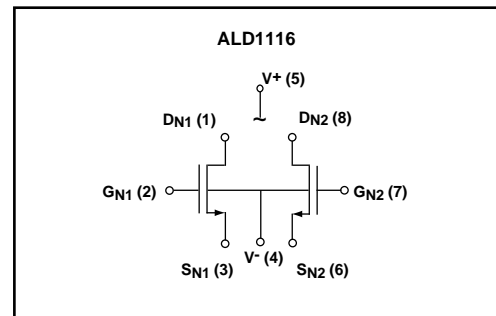 ALD1116
V+ (5)
~
DN1 (1)
DN2 (8)
GN1 (2)
GN2 (7)
SN1 (3)
V- (4)
SN2 (6)